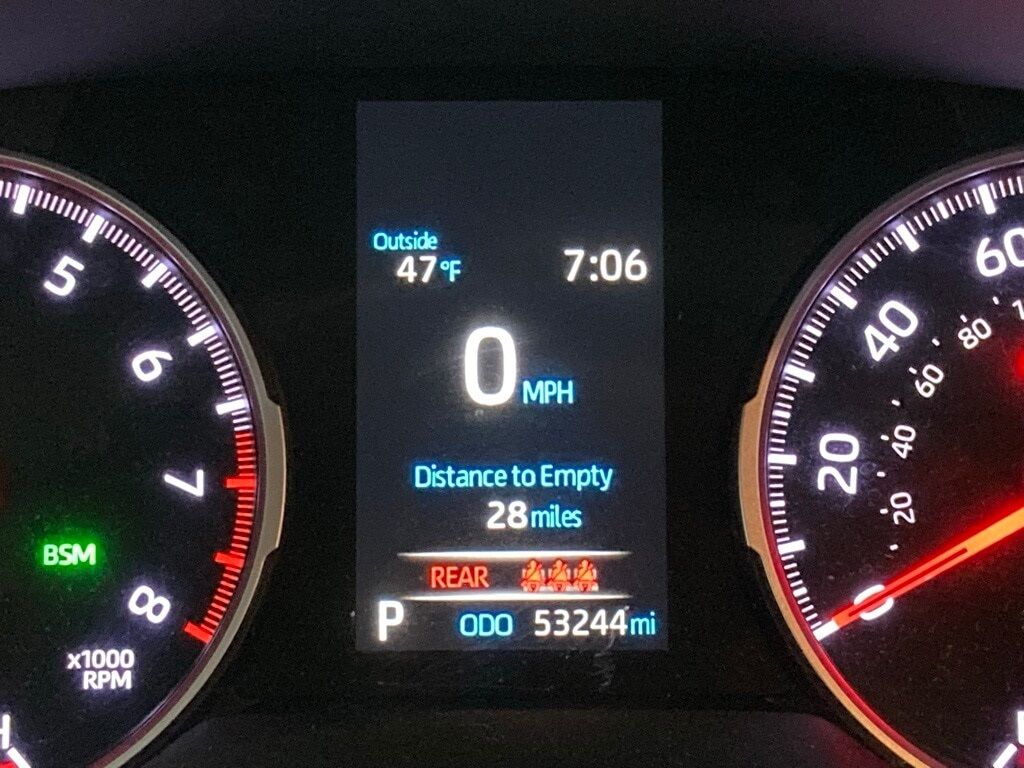 5
6
7
8
x1000
RPM
BSM
H
Outside
47°F
7:06
0 MPH
Distance to Empty
28 miles
REAR
P ODO 53244 mi
60
40
20
0
80
60
40
20